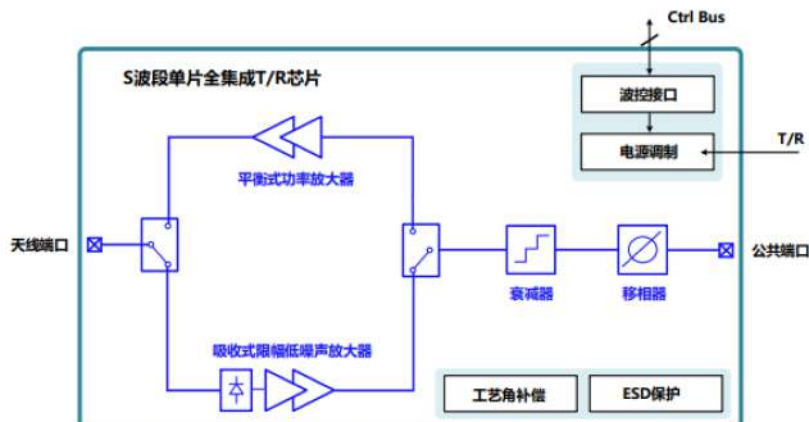 Ctrl Bus
S波段单片全集成T/R芯片
波控接口
T/R
电源调制
平衡式功率放大器
天线端口
公共端口
衰减器
移相器
吸收式限幅低噪声放大器
工艺角补偿
ESD保护